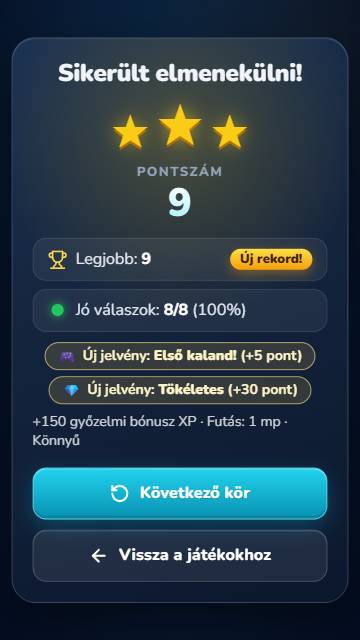 Sikerült elmenekülni!
PONTSZÁM
9
Legjobb: 9
Új rekord!
Jó válaszok: 8/8 (100%)
Új jelvény: Első kaland! (+5 pont)
Új jelvény: Tökéletes (+30 pont)
+150 győzelmi bónusz XP · Futás: 1 mp ·
Könnyű
Következő kör
Vissza a játékokhoz